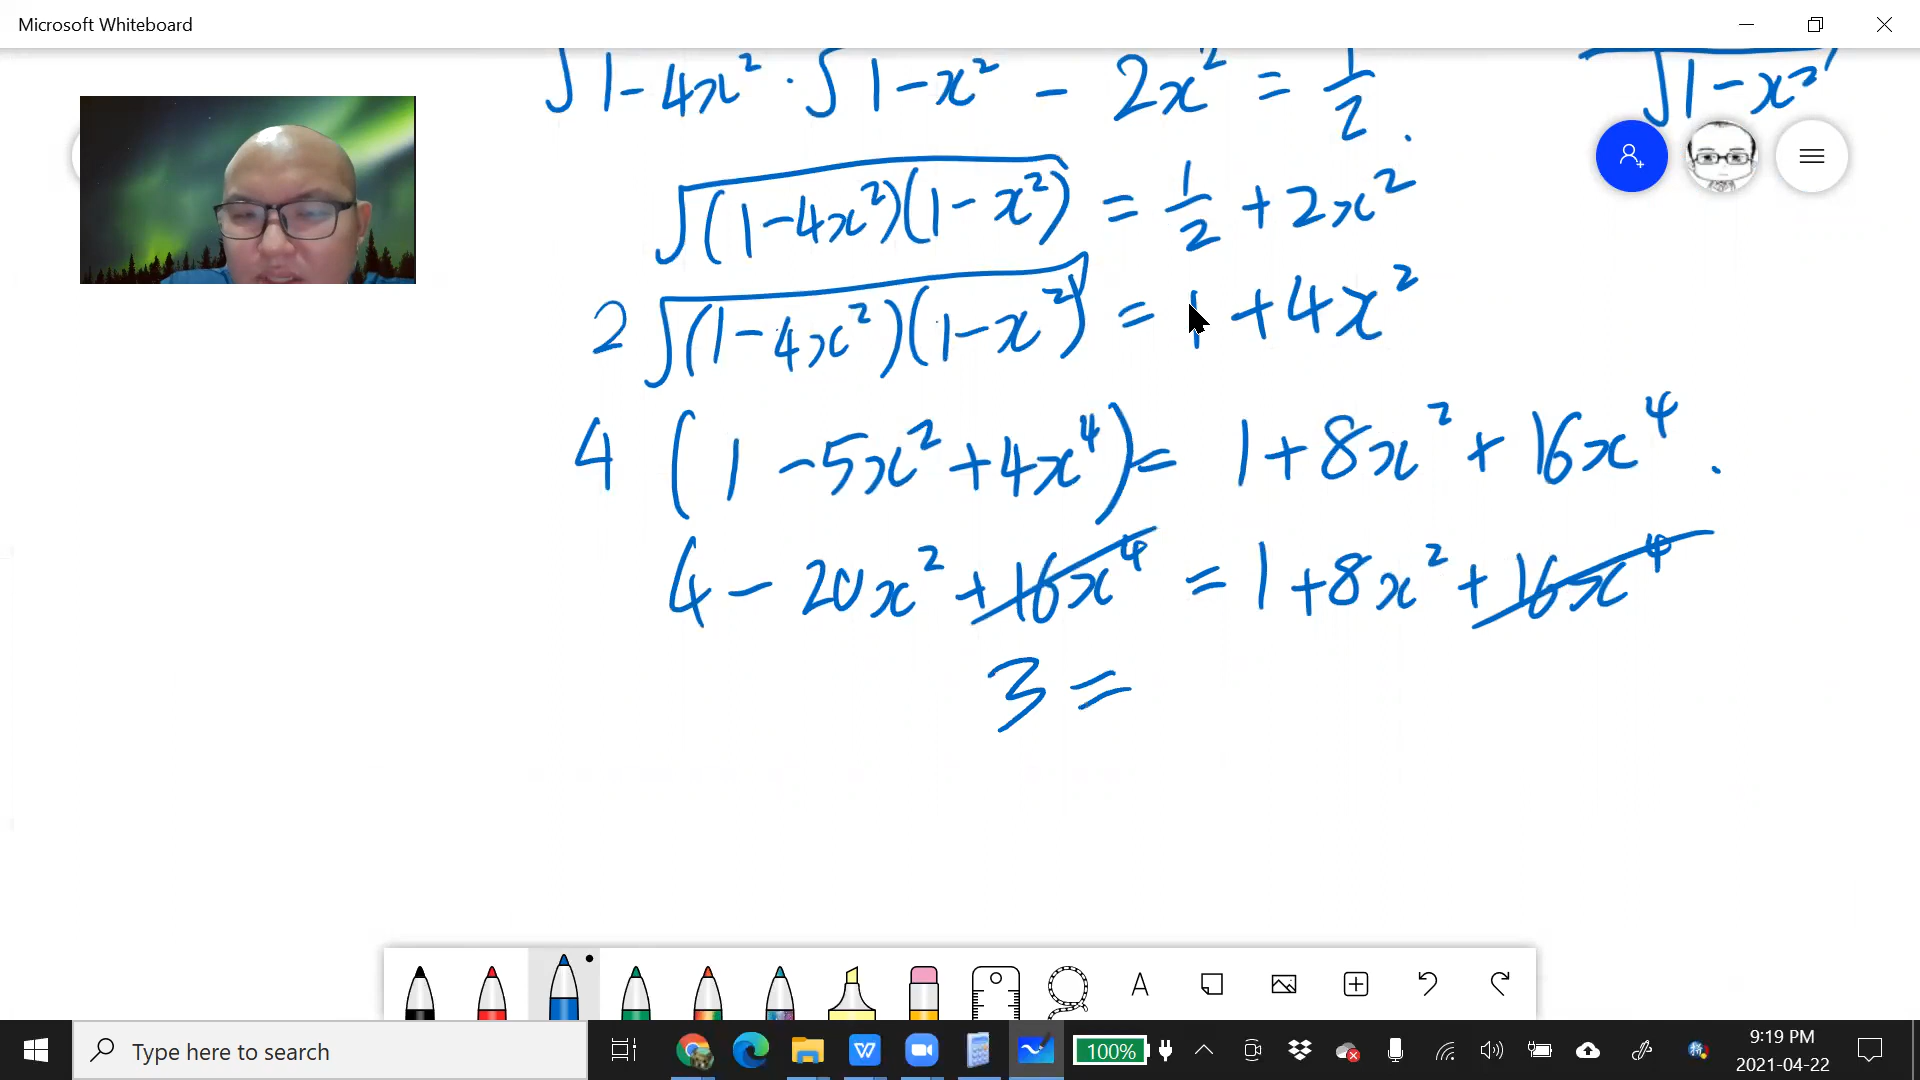 Microsoft Whiteboard
√1-4x² · √1-x² - 2x² = 1/2 .
√1-x²
√(1-4x²)(1-x²) = 1/2 + 2x²
2 √(1-4x²)(1-x²) = 1 + 4x²
4 (1 - 5x² + 4x⁴) = 1 + 8x² + 16x⁴ .
4 - 20x² + 16x⁴ = 1 + 8x² + 16x⁴
3 =
A
Type here to search
W
100%
9:19 PM
2021-04-22